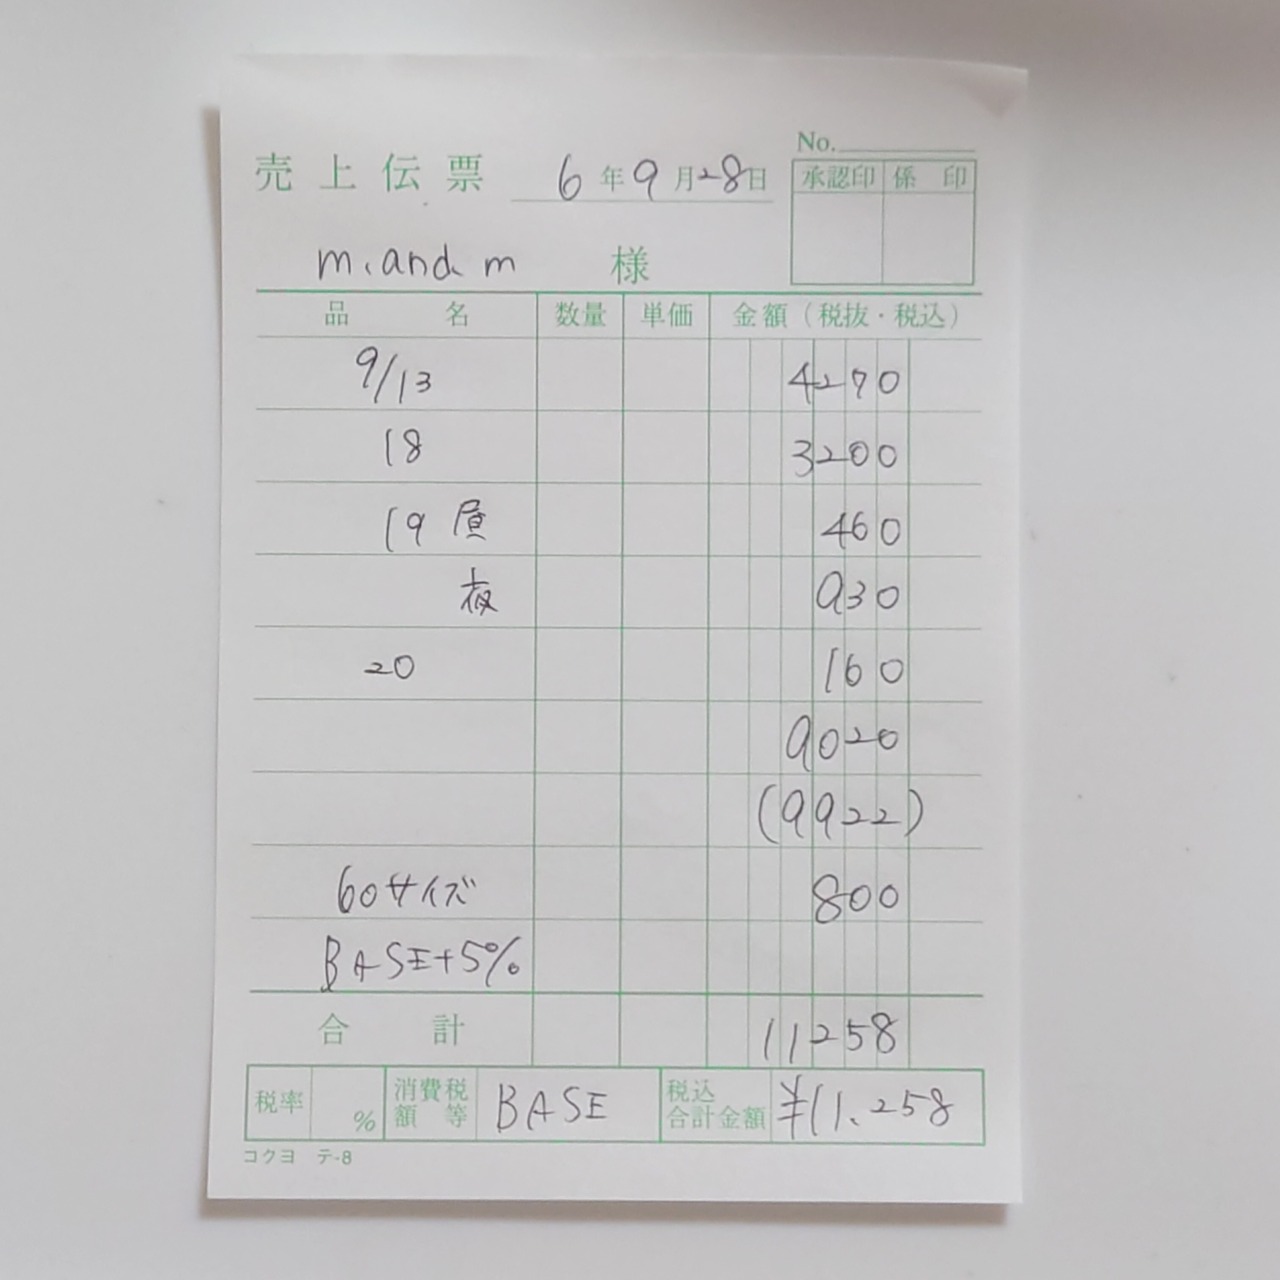 No.
売上伝票 6年9月28日
承認印 係印
m.and.m 様
品名 数量 単価 金額(税抜・税込)
9/13 4290
18 3200
19 昼 460
夜 930
20 160
9020
(9922)
60サイズ 800
BASE+5%
合計 11258
税率 % 消費税額等 BASE 税込合計金額 ¥11.258
コクヨ テ-8